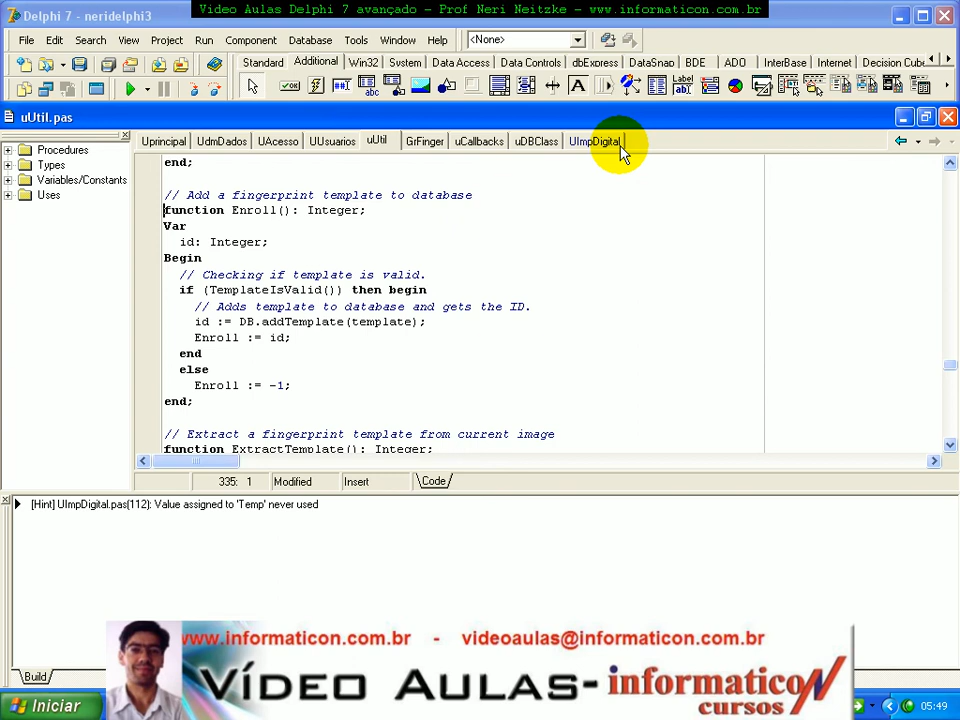 Video Aulas Delphi 7 avançado – Prof Neri Neitzke – www.informaticon.com.br
Delphi 7 - neridelphi3
File Edit Search View Project Run Component Database Tools Window Help <None>
Standard Additional Win32 System Data Access Data Controls dbExpress DataSnap BDE ADO InterBase Internet Decision Cube
uUtil.pas
Uprincipal UdmDados UAcesso UUsuarios uUtil GrFinger uCallbacks uDBClass UImpDigital
Procedures
Types
Variables/Constants
Uses
end;
// Add a fingerprint template to database
function Enroll(): Integer;
Var
id: Integer;
Begin
// Checking if template is valid.
if (TemplateIsValid()) then begin
// Adds template to database and gets the ID.
id := DB.addTemplate(template);
Enroll := id;
end
else
Enroll := -1;
end;
// Extract a fingerprint template from current image
function ExtractTemplate(): Integer;
335: 1 Modified Insert Code
[Hint] UImpDigital.pas(112): Value assigned to 'Temp' never used
www.informaticon.com.br - videoaulas@informaticon.com.br
VÍDEO AULAS- informaticoN
cursos
Build
Iniciar 05:49